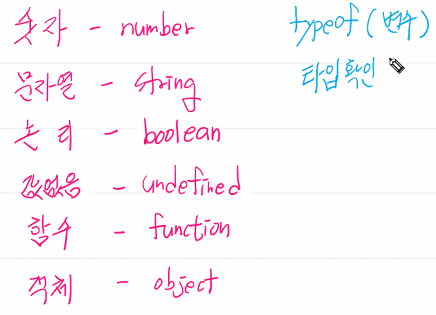 숫자 - number
문자열 - string
논리 - boolean
값없음 - undefined
함수 - function
객체 - object
typeof (변수)
타입확인